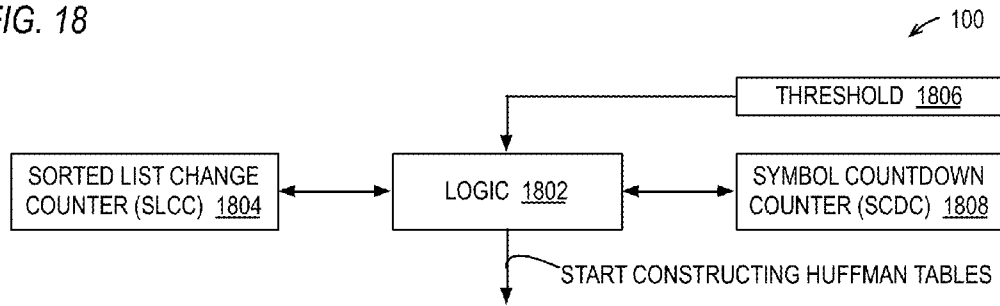 FIG. 18
100
THRESHOLD 1806
SORTED LIST CHANGE
COUNTER (SLCC) 1804
LOGIC 1802
SYMBOL COUNTDOWN
COUNTER (SCDC) 1808
START CONSTRUCTING HUFFMAN TABLES